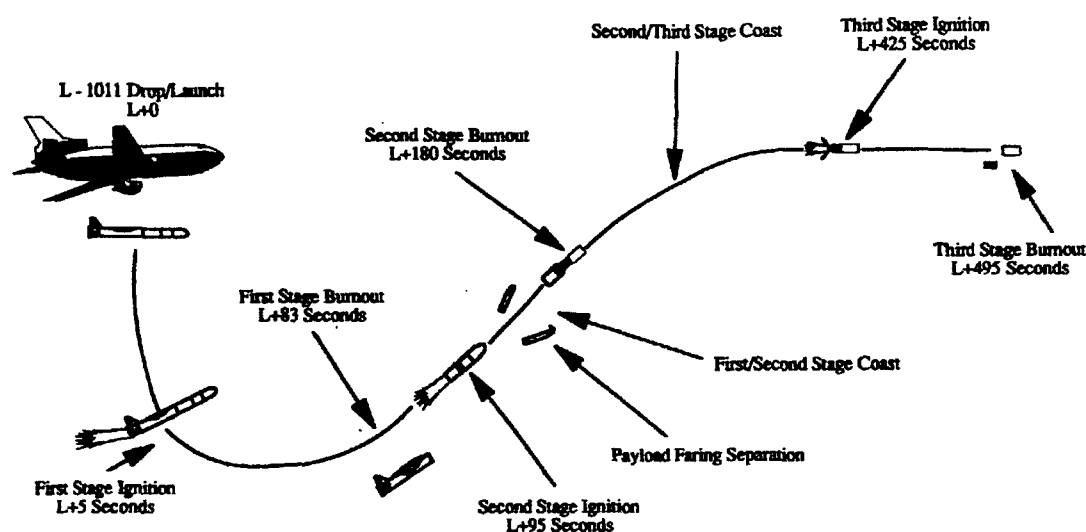 L - 1011 Drop/Launch
L+0
Second/Third Stage Coast
Third Stage Ignition
L+425 Seconds
Second Stage Burnout
L+180 Seconds
Third Stage Burnout
L+495 Seconds
First Stage Burnout
L+83 Seconds
First/Second Stage Coast
Payload Faring Separation
First Stage Ignition
L+5 Seconds
Second Stage Ignition
L+95 Seconds